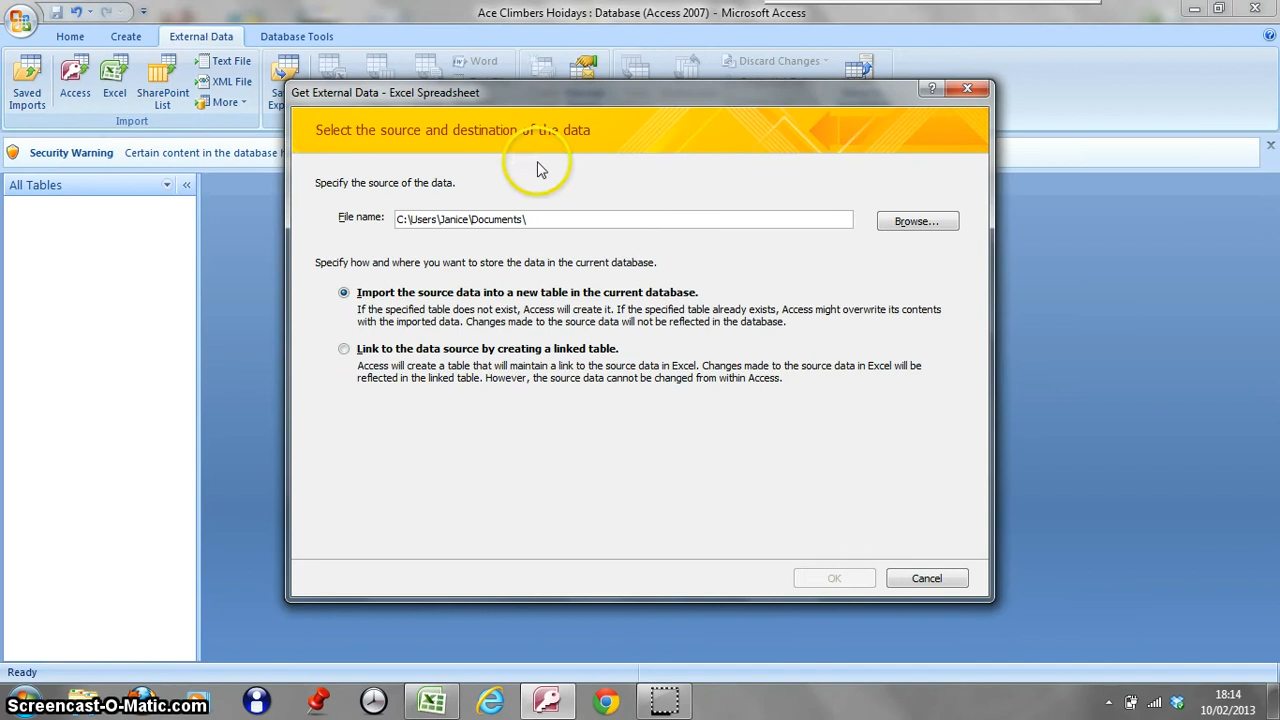 Ace Climbers Hoidays : Database (Access 2007) - Microsoft Access
Home Create External Data Database Tools
Saved Imports
Access
Excel
SharePoint List
Text File
XML File
More
Import
Word
Discard Changes
Security Warning Certain content in the database
All Tables
Get External Data - Excel Spreadsheet
Select the source and destination of the data
Specify the source of the data.
File name: C:\Users\Janice\Documents\ Browse...
Specify how and where you want to store the data in the current database.
Import the source data into a new table in the current database.
If the specified table does not exist, Access will create it. If the specified table already exists, Access might overwrite its contents
with the imported data. Changes made to the source data will not be reflected in the database.
Link to the data source by creating a linked table.
Access will create a table that will maintain a link to the source data in Excel. Changes made to the source data in Excel will be
reflected in the linked table. However, the source data cannot be changed from within Access.
OK Cancel
Ready
Screencast-O-Matic.com
18:14
10/02/2013